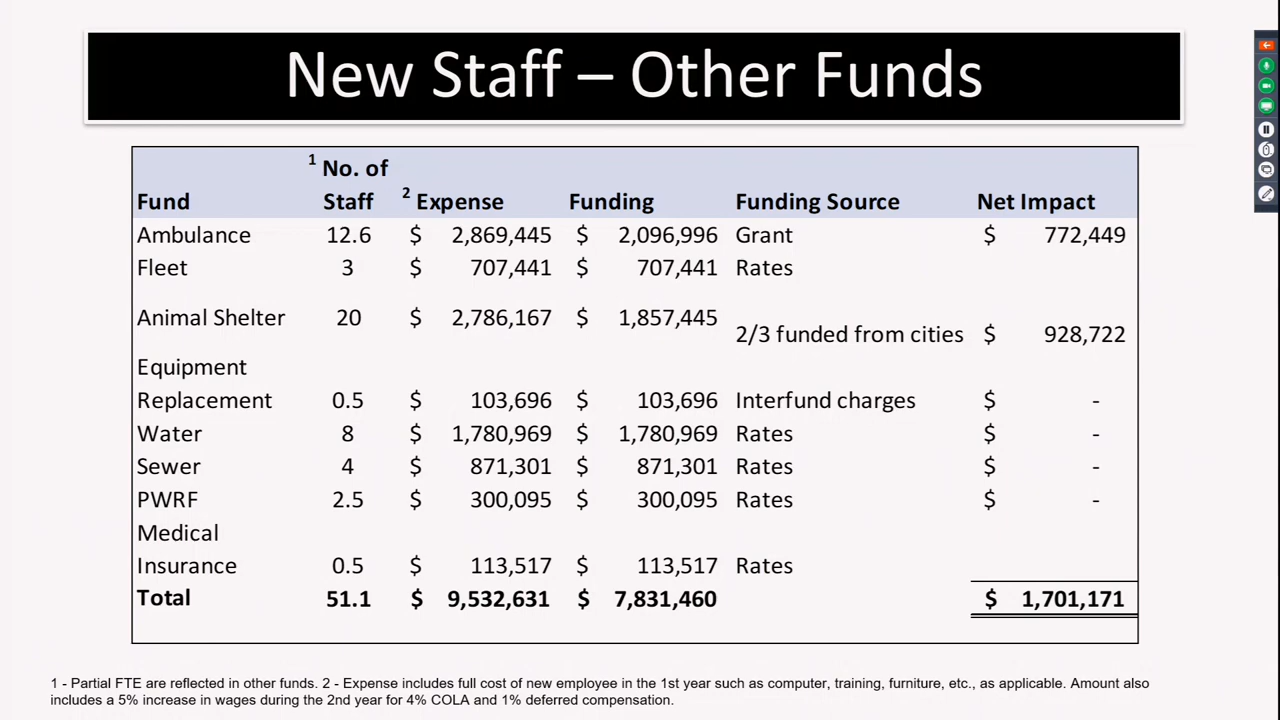 New Staff – Other Funds
1 No. of
Fund Staff 2 Expense Funding Funding Source Net Impact
Ambulance 12.6 $ 2,869,445 $ 2,096,996 Grant $ 772,449
Fleet 3 $ 707,441 $ 707,441 Rates
Animal Shelter 20 $ 2,786,167 $ 1,857,445
2/3 funded from cities $ 928,722
Equipment
Replacement 0.5 $ 103,696 $ 103,696 Interfund charges $ -
Water 8 $ 1,780,969 $ 1,780,969 Rates $ -
Sewer 4 $ 871,301 $ 871,301 Rates $ -
PWRF 2.5 $ 300,095 $ 300,095 Rates $ -
Medical
Insurance 0.5 $ 113,517 $ 113,517 Rates
Total 51.1 $ 9,532,631 $ 7,831,460 $ 1,701,171
1 - Partial FTE are reflected in other funds. 2 - Expense includes full cost of new employee in the 1st year such as computer, training, furniture, etc., as applicable. Amount also
includes a 5% increase in wages during the 2nd year for 4% COLA and 1% deferred compensation.